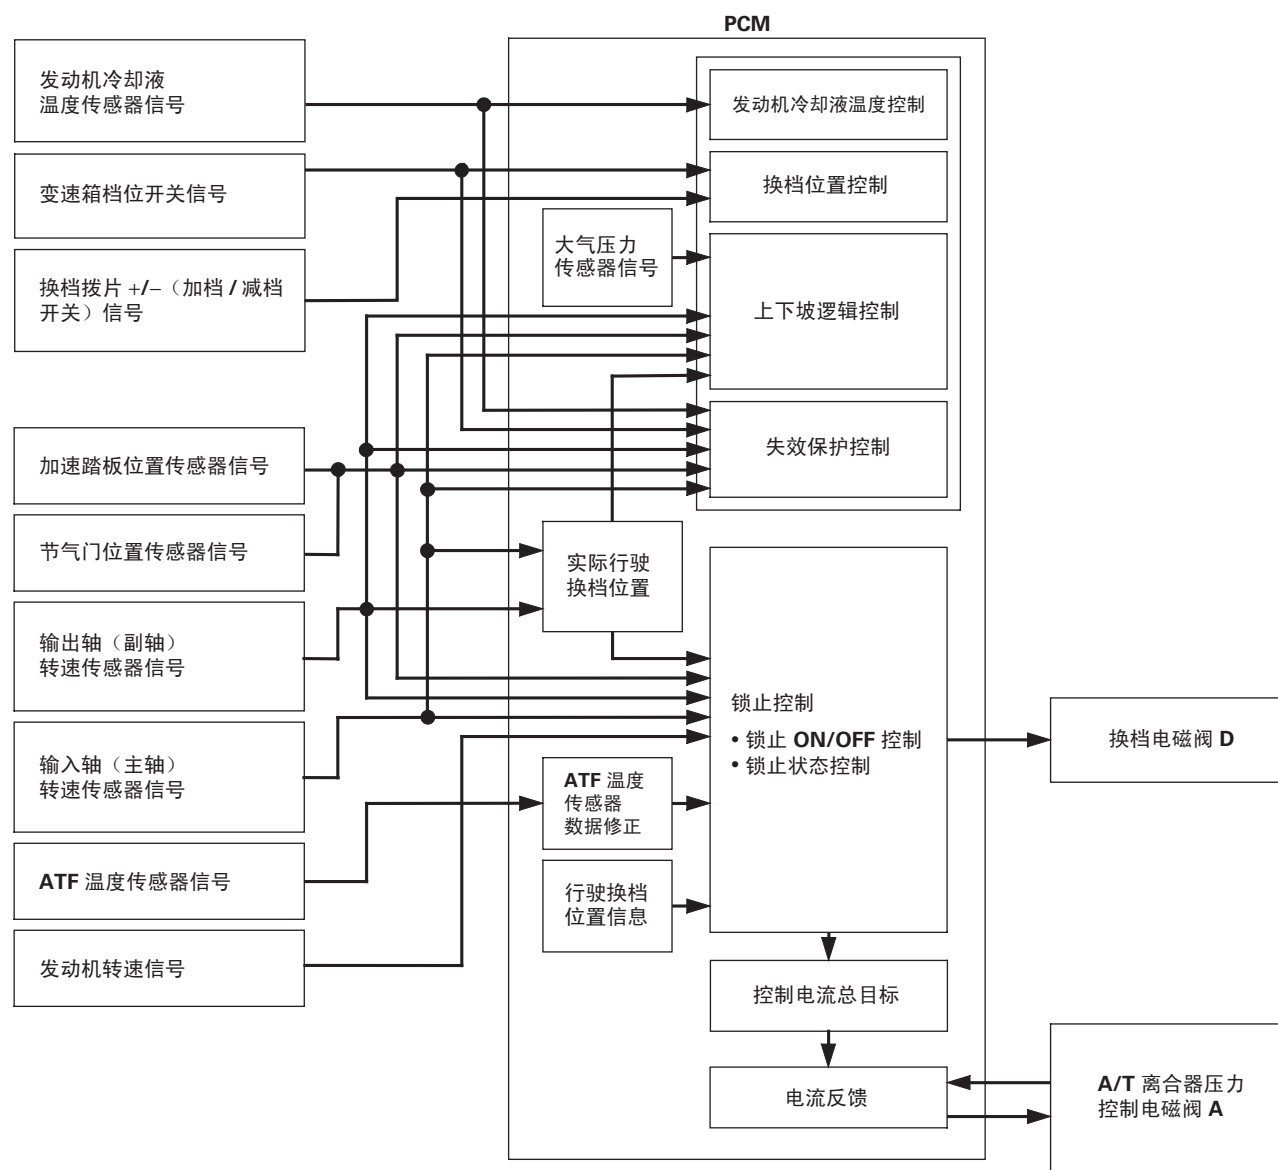 PCM
发动机冷却液
温度传感器信号
变速箱档位开关信号
换档拨片 +/–（加档 / 减档
开关）信号
加速踏板位置传感器信号
节气门位置传感器信号
输出轴（副轴）
转速传感器信号
输入轴（主轴）
转速传感器信号
ATF 温度传感器信号
发动机转速信号
大气压力
传感器信号
实际行驶
换档位置
ATF 温度
传感器
数据修正
行驶换档
位置信息
发动机冷却液温度控制
换档位置控制
上下坡逻辑控制
失效保护控制
锁止控制
• 锁止 ON/OFF 控制
• 锁止状态控制
控制电流总目标
电流反馈
换档电磁阀 D
A/T 离合器压力
控制电磁阀 A